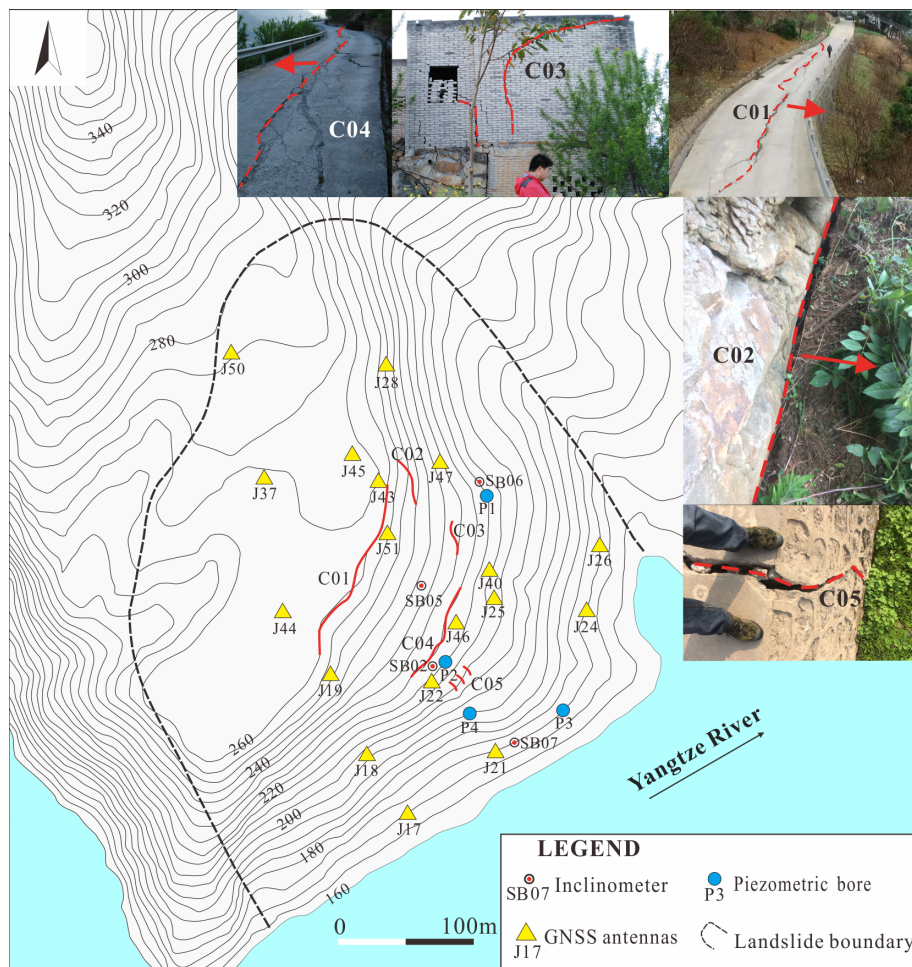 C04
C03
C01
C02
C05
340
320
300
280
J50
J28
J45
C02
J47
J37
J43
SB06
P1
C03
J51
C01
J26
J40
SB05
J25
J44
J24
J46
C04
SB02
P2
J19
J22
C05
P4
P3
SB07
260
240
J18
J21
220
200
J17
180
160
Yangtze River
0 100m
LEGEND
SB07 Inclinometer
P3 Piezometric bore
J17 GNSS antennas
Landslide boundary